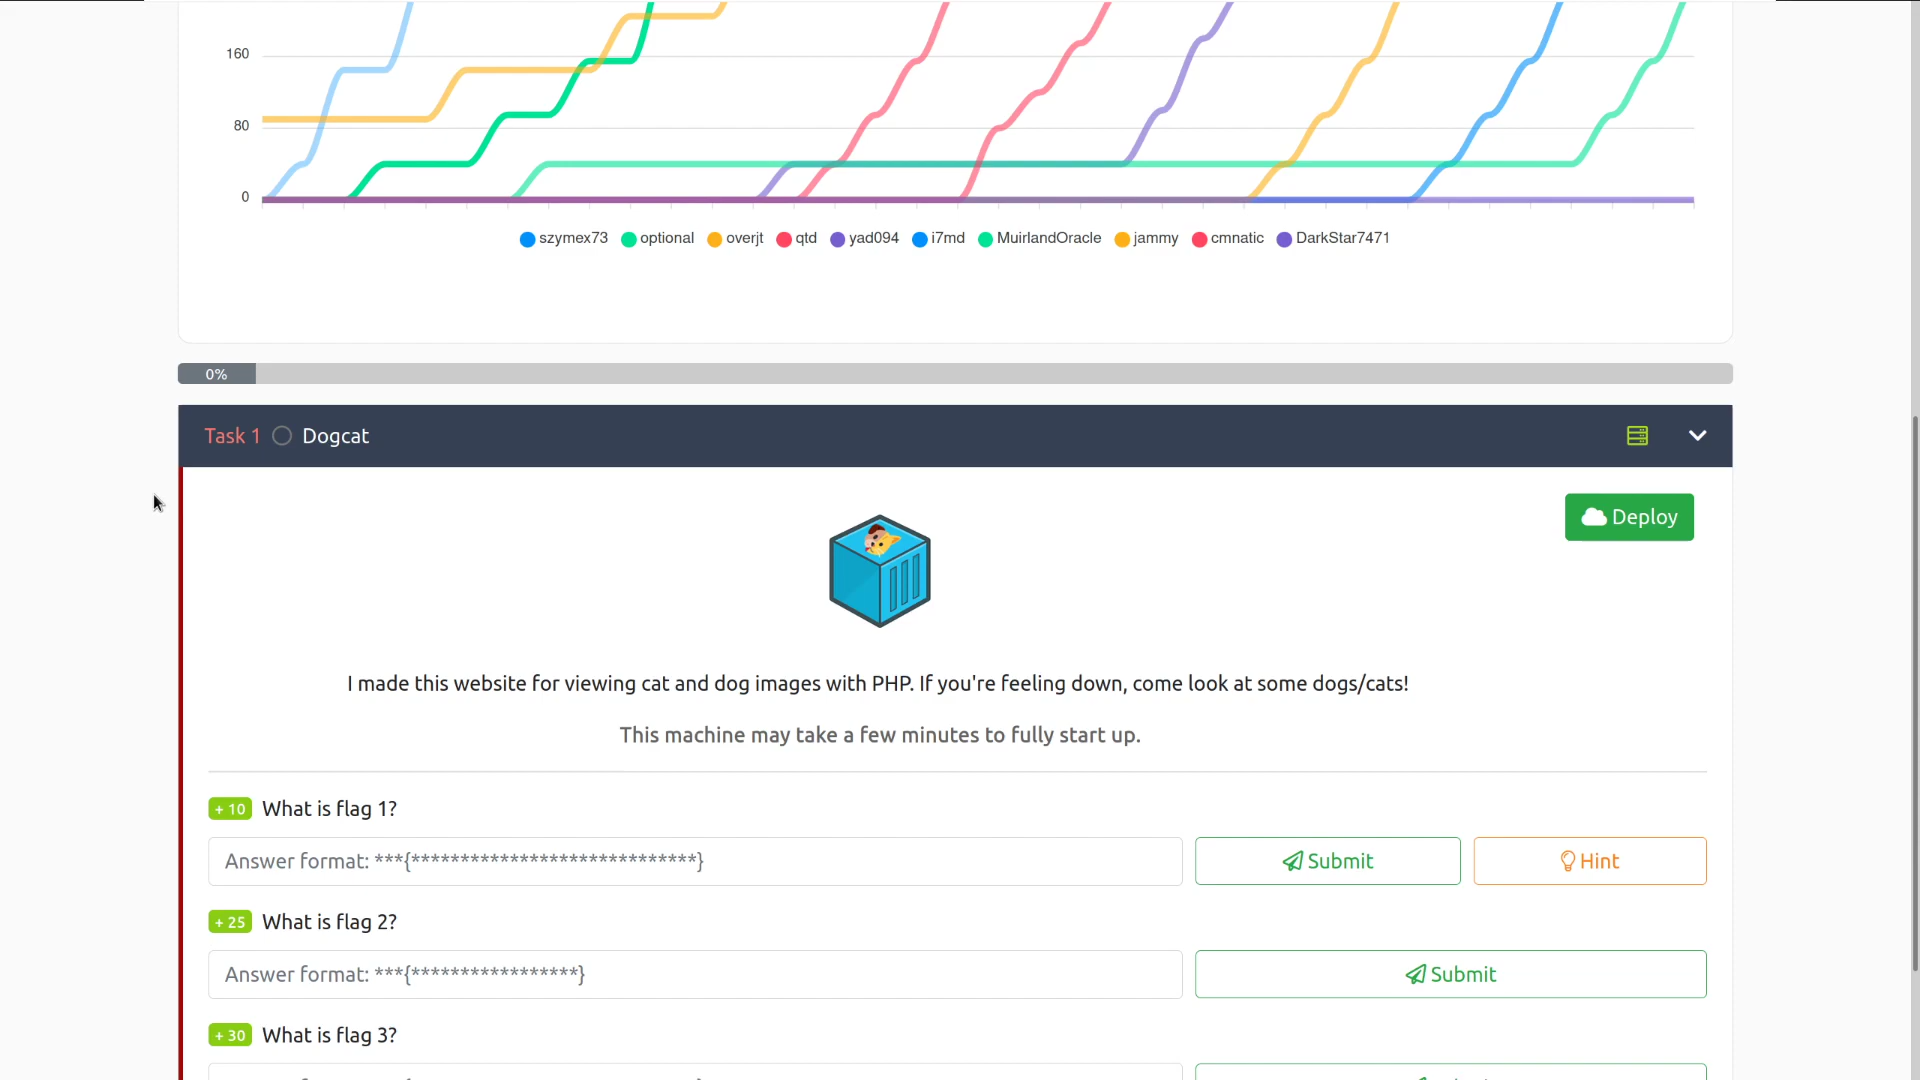 160
80
0
szymex73 optional overjt qtd yad094 i7md MuirlandOracle jammy cmnatic DarkStar7471
0%
Task 1 Dogcat
Deploy
I made this website for viewing cat and dog images with PHP. If you're feeling down, come look at some dogs/cats!
This machine may take a few minutes to fully start up.
+ 10 What is flag 1?
Answer format: ***{*****************************} Submit Hint
+ 25 What is flag 2?
Answer format: ***{*****************} Submit
+ 30 What is flag 3?